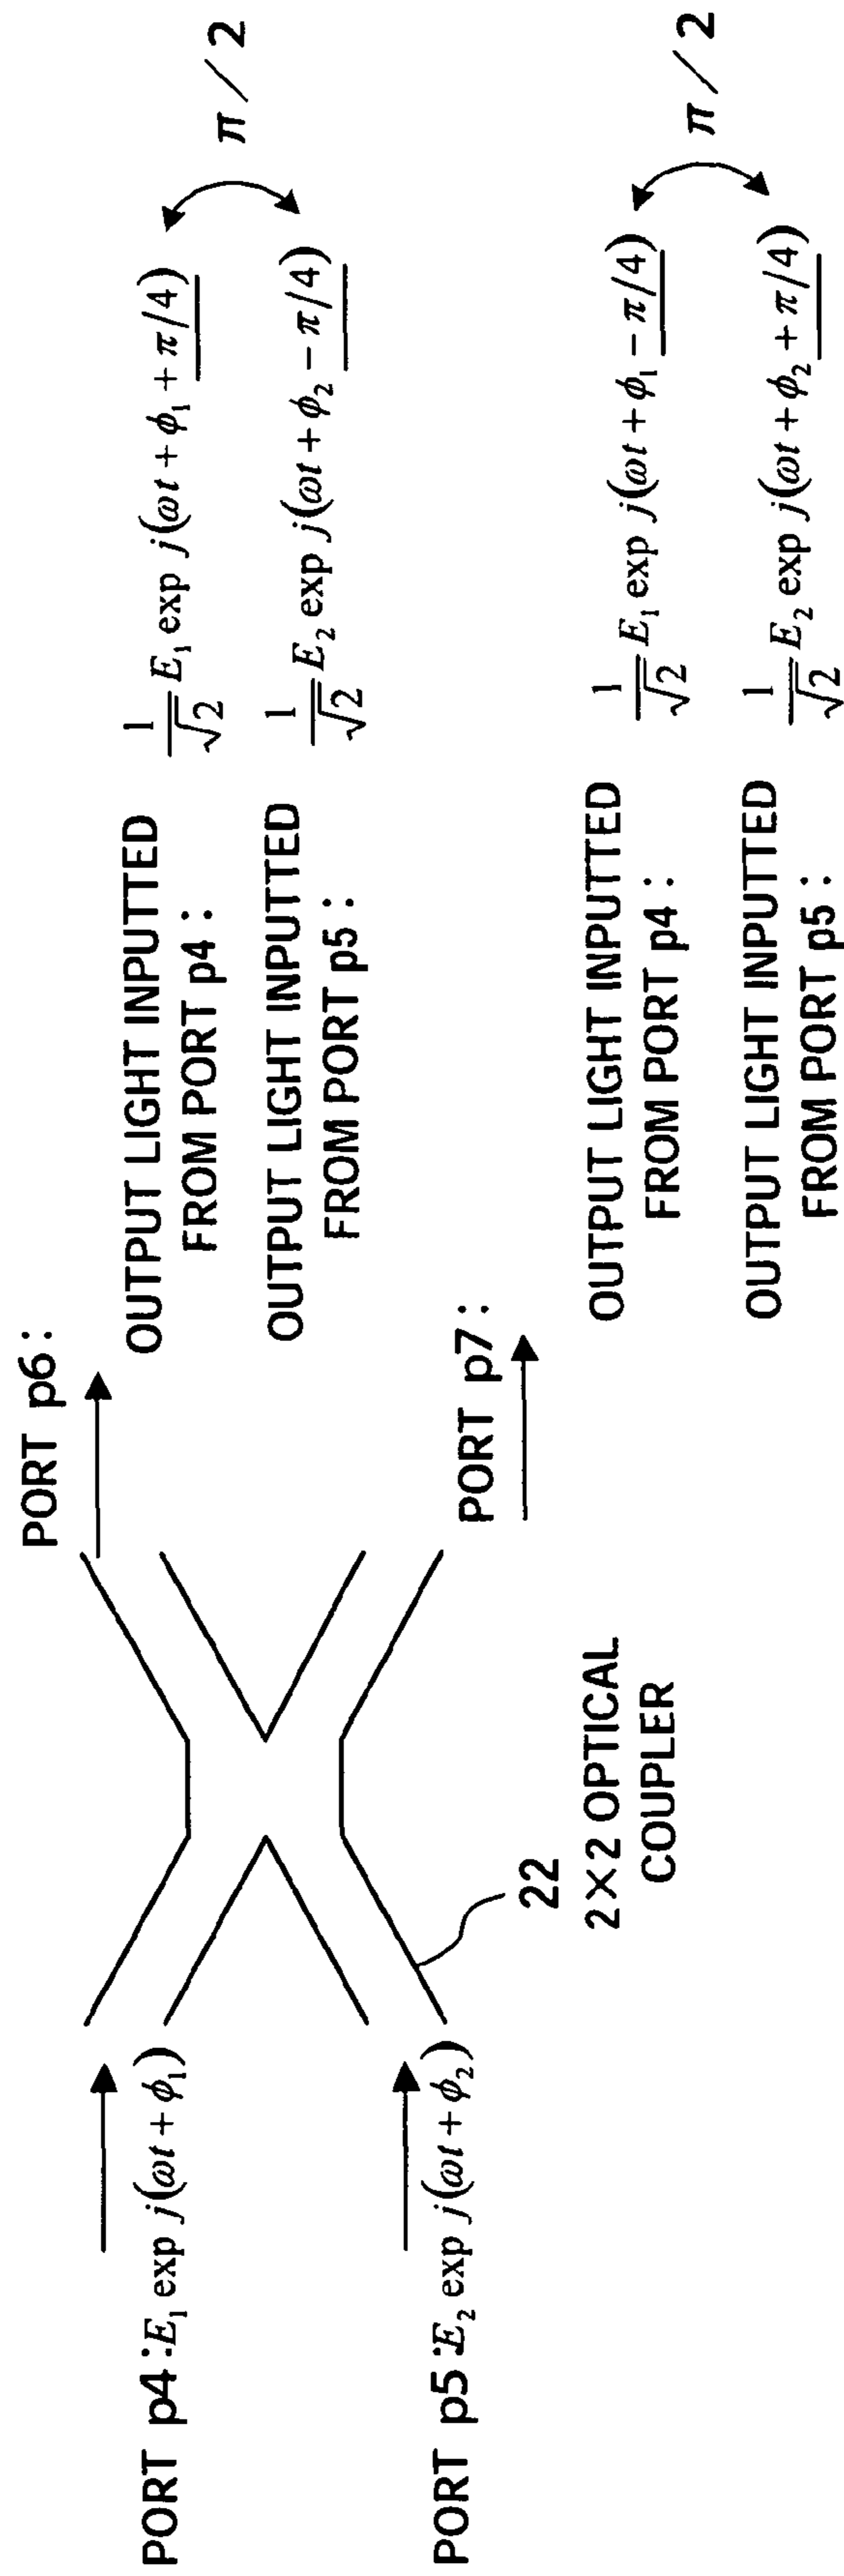 PORT p4: E₁ exp j(ωt + ϕ₁)
PORT p5: E₂ exp j(ωt + ϕ₂)
22
2×2 OPTICAL
COUPLER
PORT p6:
OUTPUT LIGHT INPUTTED
FROM PORT p4: 1/√2 E₁ exp j(ωt + ϕ₁ + π/4)
OUTPUT LIGHT INPUTTED
FROM PORT p5: 1/√2 E₂ exp j(ωt + ϕ₂ − π/4)
π/2
PORT p7:
OUTPUT LIGHT INPUTTED
FROM PORT p4: 1/√2 E₁ exp j(ωt + ϕ₁ − π/4)
OUTPUT LIGHT INPUTTED
FROM PORT p5: 1/√2 E₂ exp j(ωt + ϕ₂ + π/4)
π/2